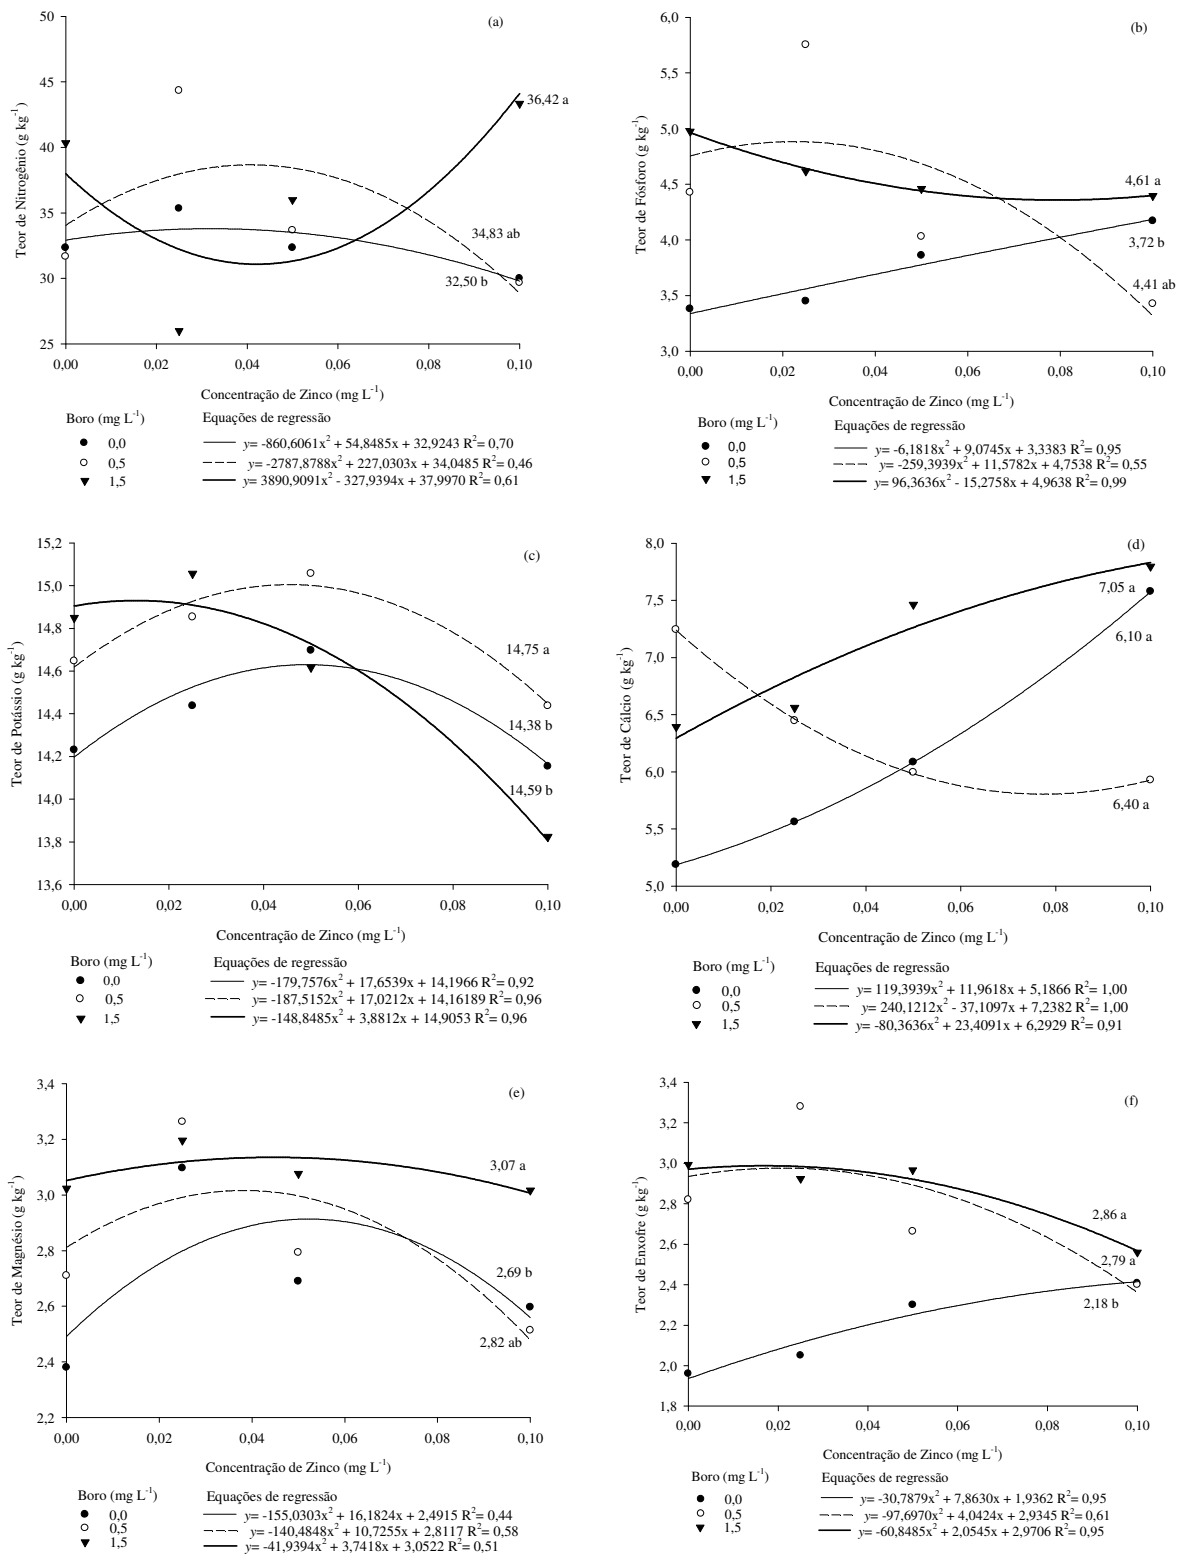 (a)
50
45
40
35
30
25
Teor de Nitrogênio (g kg-1)
36,42 a
34,83 ab
32,50 b
0,00 0,02 0,04 0,06 0,08 0,10
Concentração de Zinco (mg L-1)
Boro (mg L-1) Equações de regressão
0,0 y= -860,6061x2 + 54,8485x + 32,9243 R2= 0,70
0,5 y= -2787,8788x2 + 227,0303x + 34,0485 R2= 0,46
1,5 y= 3890,9091x2 - 327,9394x + 37,9970 R2= 0,61
(b)
6,0
5,5
5,0
4,5
4,0
3,5
3,0
Teor de Fósforo (g kg-1)
4,61 a
3,72 b
4,41 ab
0,00 0,02 0,04 0,06 0,08 0,10
Concentração de Zinco (mg L-1)
Boro (mg L-1) Equações de regressão
0,0 y= -6,1818x2 + 9,0745x + 3,3383 R2= 0,95
0,5 y= -259,3939x2 + 11,5782x + 4,7538 R2= 0,55
1,5 y= 96,3636x2 - 15,2758x + 4,9638 R2= 0,99
(c)
15,2
15,0
14,8
14,6
14,4
14,2
14,0
13,8
13,6
Teor de Potássio (g kg-1)
14,75 a
14,38 b
14,59 b
0,00 0,02 0,04 0,06 0,08 0,10
Concentração de Zinco (mg L-1)
Boro (mg L-1) Equações de regressão
0,0 y= -179,7576x2 + 17,6539x + 14,1966 R2= 0,92
0,5 y= -187,5152x2 + 17,0212x + 14,16189 R2= 0,96
1,5 y= -148,8485x2 + 3,8812x + 14,9053 R2= 0,96
(d)
8,0
7,5
7,0
6,5
6,0
5,5
5,0
Teor de Cálcio (g kg-1)
7,05 a
6,10 a
6,40 a
0,00 0,02 0,04 0,06 0,08 0,10
Concentração de Zinco (mg L-1)
Boro (mg L-1) Equações de regressão
0,0 y= 119,3939x2 + 11,9618x + 5,1866 R2= 1,00
0,5 y= 240,1212x2 - 37,1097x + 7,2382 R2= 1,00
1,5 y= -80,3636x2 + 23,4091x + 6,2929 R2= 0,91
(e)
3,4
3,2
3,0
2,8
2,6
2,4
2,2
Teor de Magnésio (g kg-1)
3,07 a
2,69 b
2,82 ab
0,00 0,02 0,04 0,06 0,08 0,10
Concentração de Zinco (mg L-1)
Boro (mg L-1) Equações de regressão
0,0 y= -155,0303x2 + 16,1824x + 2,4915 R2= 0,44
0,5 y= -140,4848x2 + 10,7255x + 2,8117 R2= 0,58
1,5 y= -41,9394x2 + 3,7418x + 3,0522 R2= 0,51
(f)
3,4
3,2
3,0
2,8
2,6
2,4
2,2
2,0
1,8
Teor de Enxofre (g kg-1)
2,86 a
2,79 a
2,18 b
0,00 0,02 0,04 0,06 0,08 0,10
Concentração de Zinco (mg L-1)
Boro (mg L-1) Equações de regressão
0,0 y= -30,7879x2 + 7,8630x + 1,9362 R2= 0,95
0,5 y= -97,6970x2 + 4,0424x + 2,9345 R2= 0,61
1,5 y= -60,8485x2 + 2,0545x + 2,9706 R2= 0,95